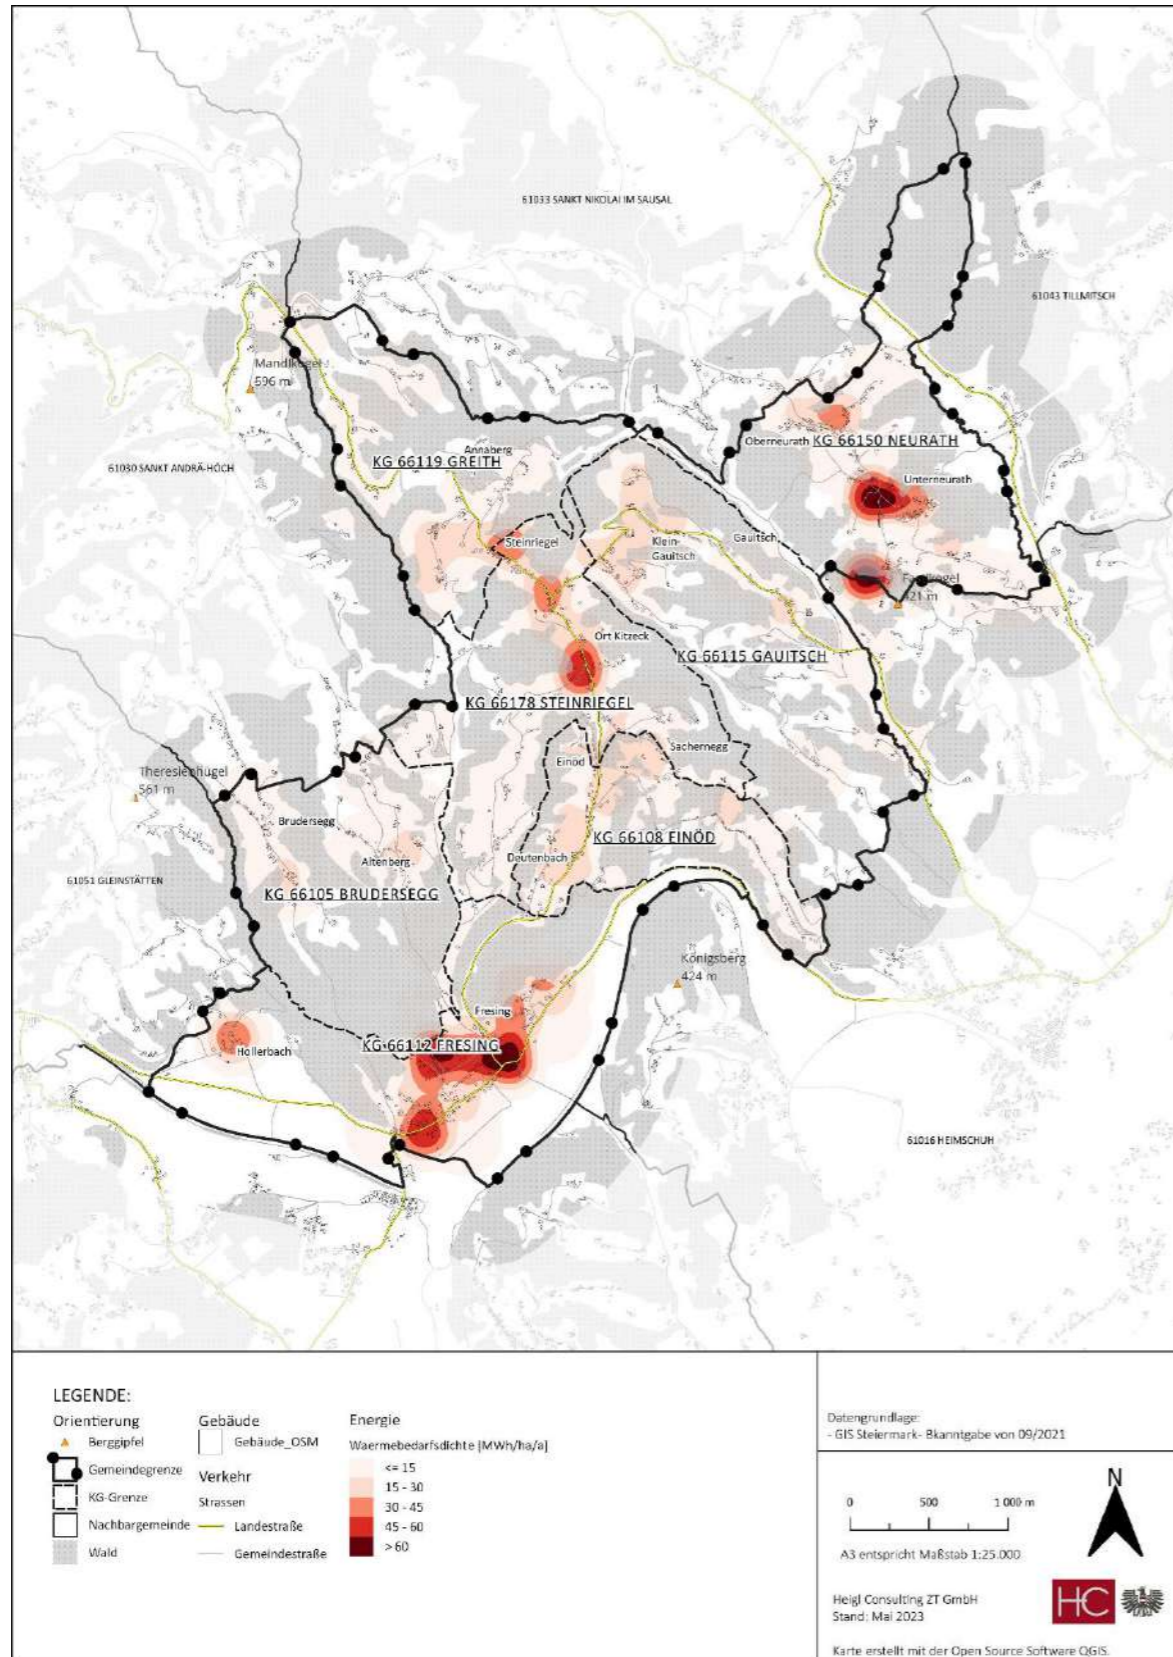 61033 SANKT NIKOLAI IM SAUSAL
61043 TILLMITSCH
Mandlkogel
596 m
Oberneurath
KG 66150 NEURATH
Annaberg
KG 66119 GREITH
61030 SANKT ANDRÄ-HÖCH
Unterneurath
Steinriegel
Klein-
Gauitsch
Gauitsch
421 m
Ort Kitzeck
KG 66115 GAUITSCH
KG 66178 STEINRIEGEL
Sachernegg
Einöd
Theresienhügel
561 m
Brudersegg
KG 66108 EINÖD
Altenberg
Deutenbach
61051 GLEINSTÄTTEN
KG 66105 BRUDERSEGG
Königsberg
424 m
Fresing
KG 66112 FRESING
Hollerbach
61016 HEIMSCHUH
LEGENDE:
Orientierung
Berggipfel
Gemeindegrenze
KG-Grenze
Nachbargemeinde
Wald
Gebäude
Gebäude_OSM
Verkehr
Strassen
Landestraße
Gemeindestraße
Energie
Waermebedarfsdichte [MWh/ha/a]
<= 15
15 - 30
30 - 45
45 - 60
> 60
Datengrundlage:
- GIS Steiermark- Bkanntgabe von 09/2021
0 500 1 000 m
N
A3 entspricht Maßstab 1:25.000
Heigl Consulting ZT GmbH
Stand: Mai 2023
HC
Karte erstellt mit der Open Source Software QGIS.